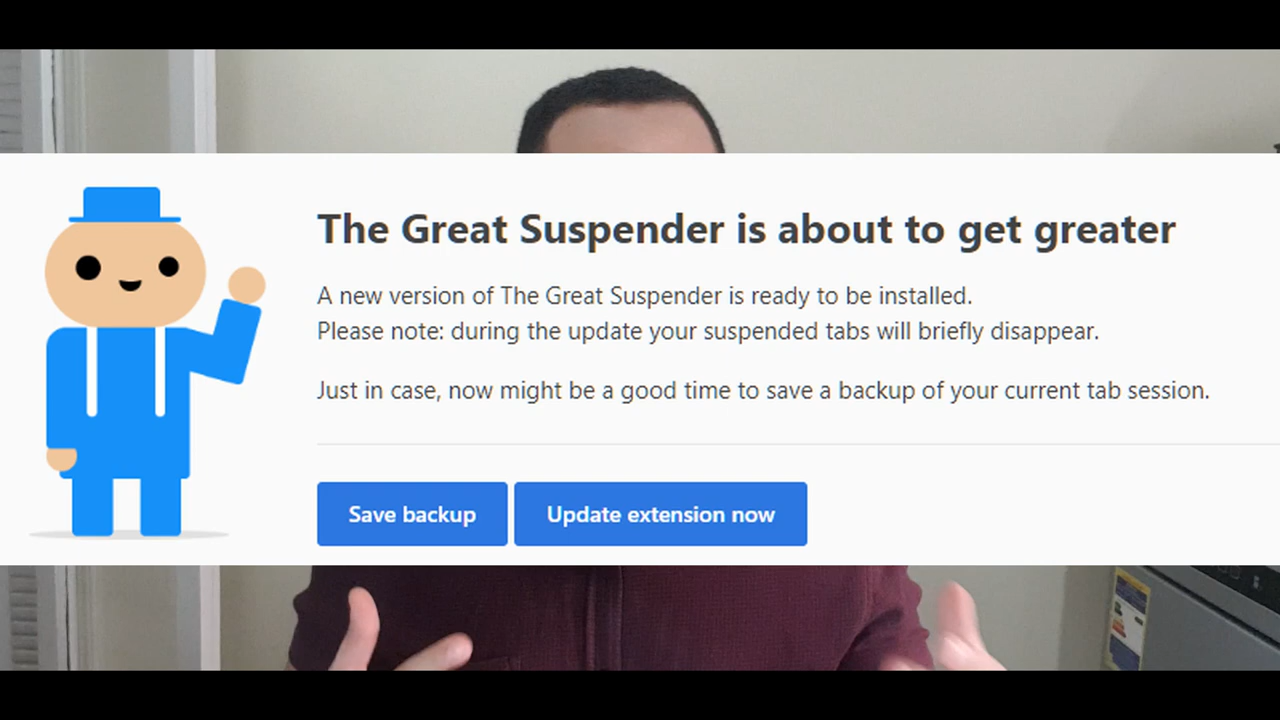 The Great Suspender is about to get greater
A new version of The Great Suspender is ready to be installed.
Please note: during the update your suspended tabs will briefly disappear.
Just in case, now might be a good time to save a backup of your current tab session.
Save backup
Update extension now